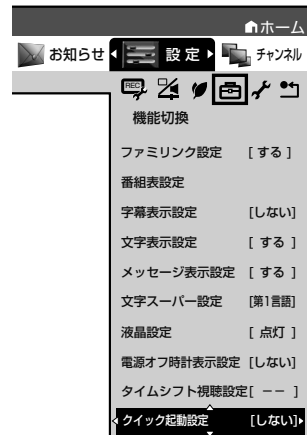 ホーム
お知らせ 設定 チャンネル
REC
機能切換
ファミリンク設定 [ する ]
番組表設定
字幕表示設定 [しない]
文字表示設定 [ する ]
メッセージ表示設定 [ する ]
文字スーパー設定 [第1言語]
液晶設定 [ 点灯 ]
電源オフ時計表示設定 [しない]
タイムシフト視聴設定[ −− ]
クイック起動設定 [しない]